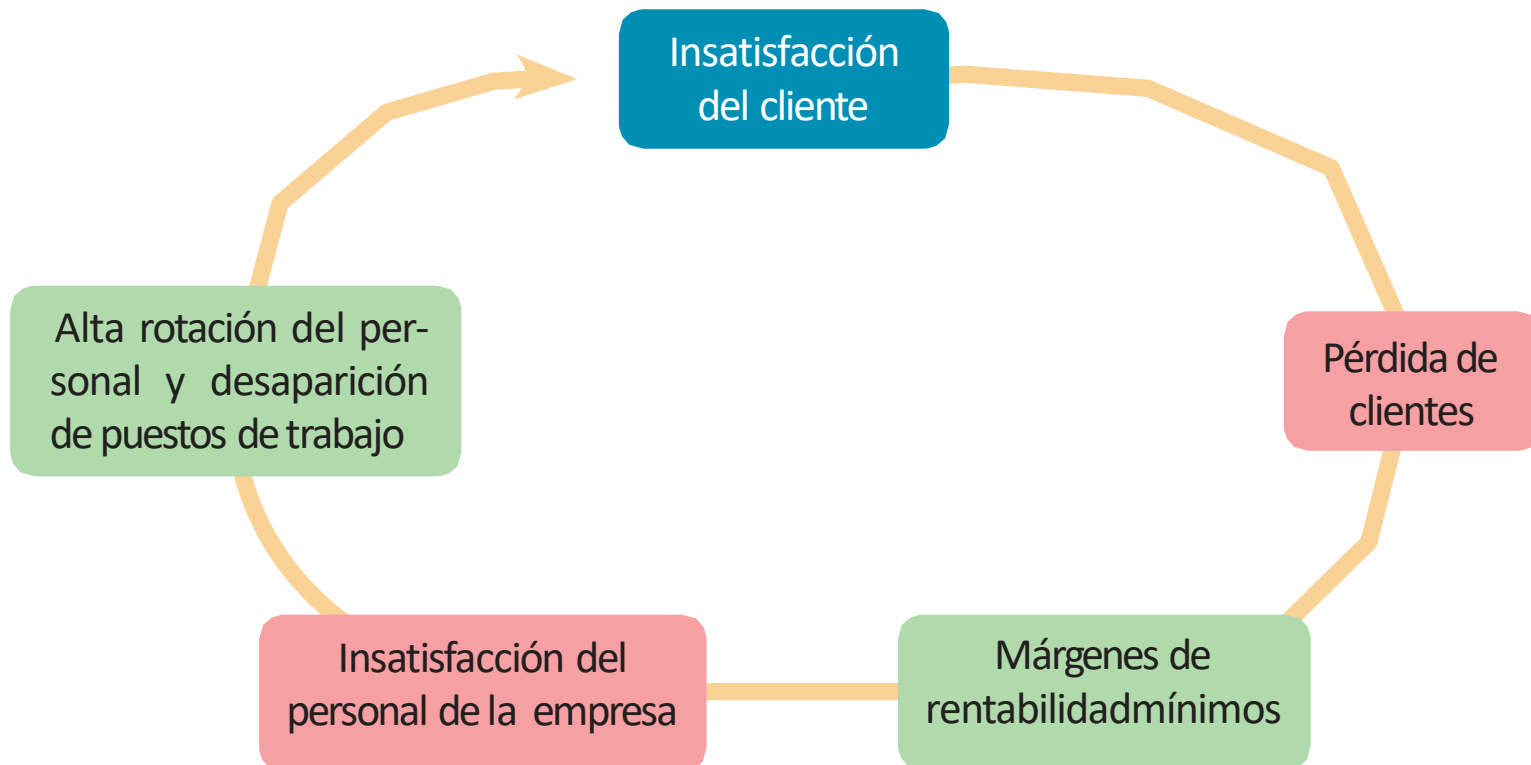 Insatisfacción
del cliente
Pérdida de
clientes
Márgenes de
rentabilidadmínimos
Insatisfacción del
personal de la empresa
Alta rotación del per-
sonal y desaparición
de puestos de trabajo